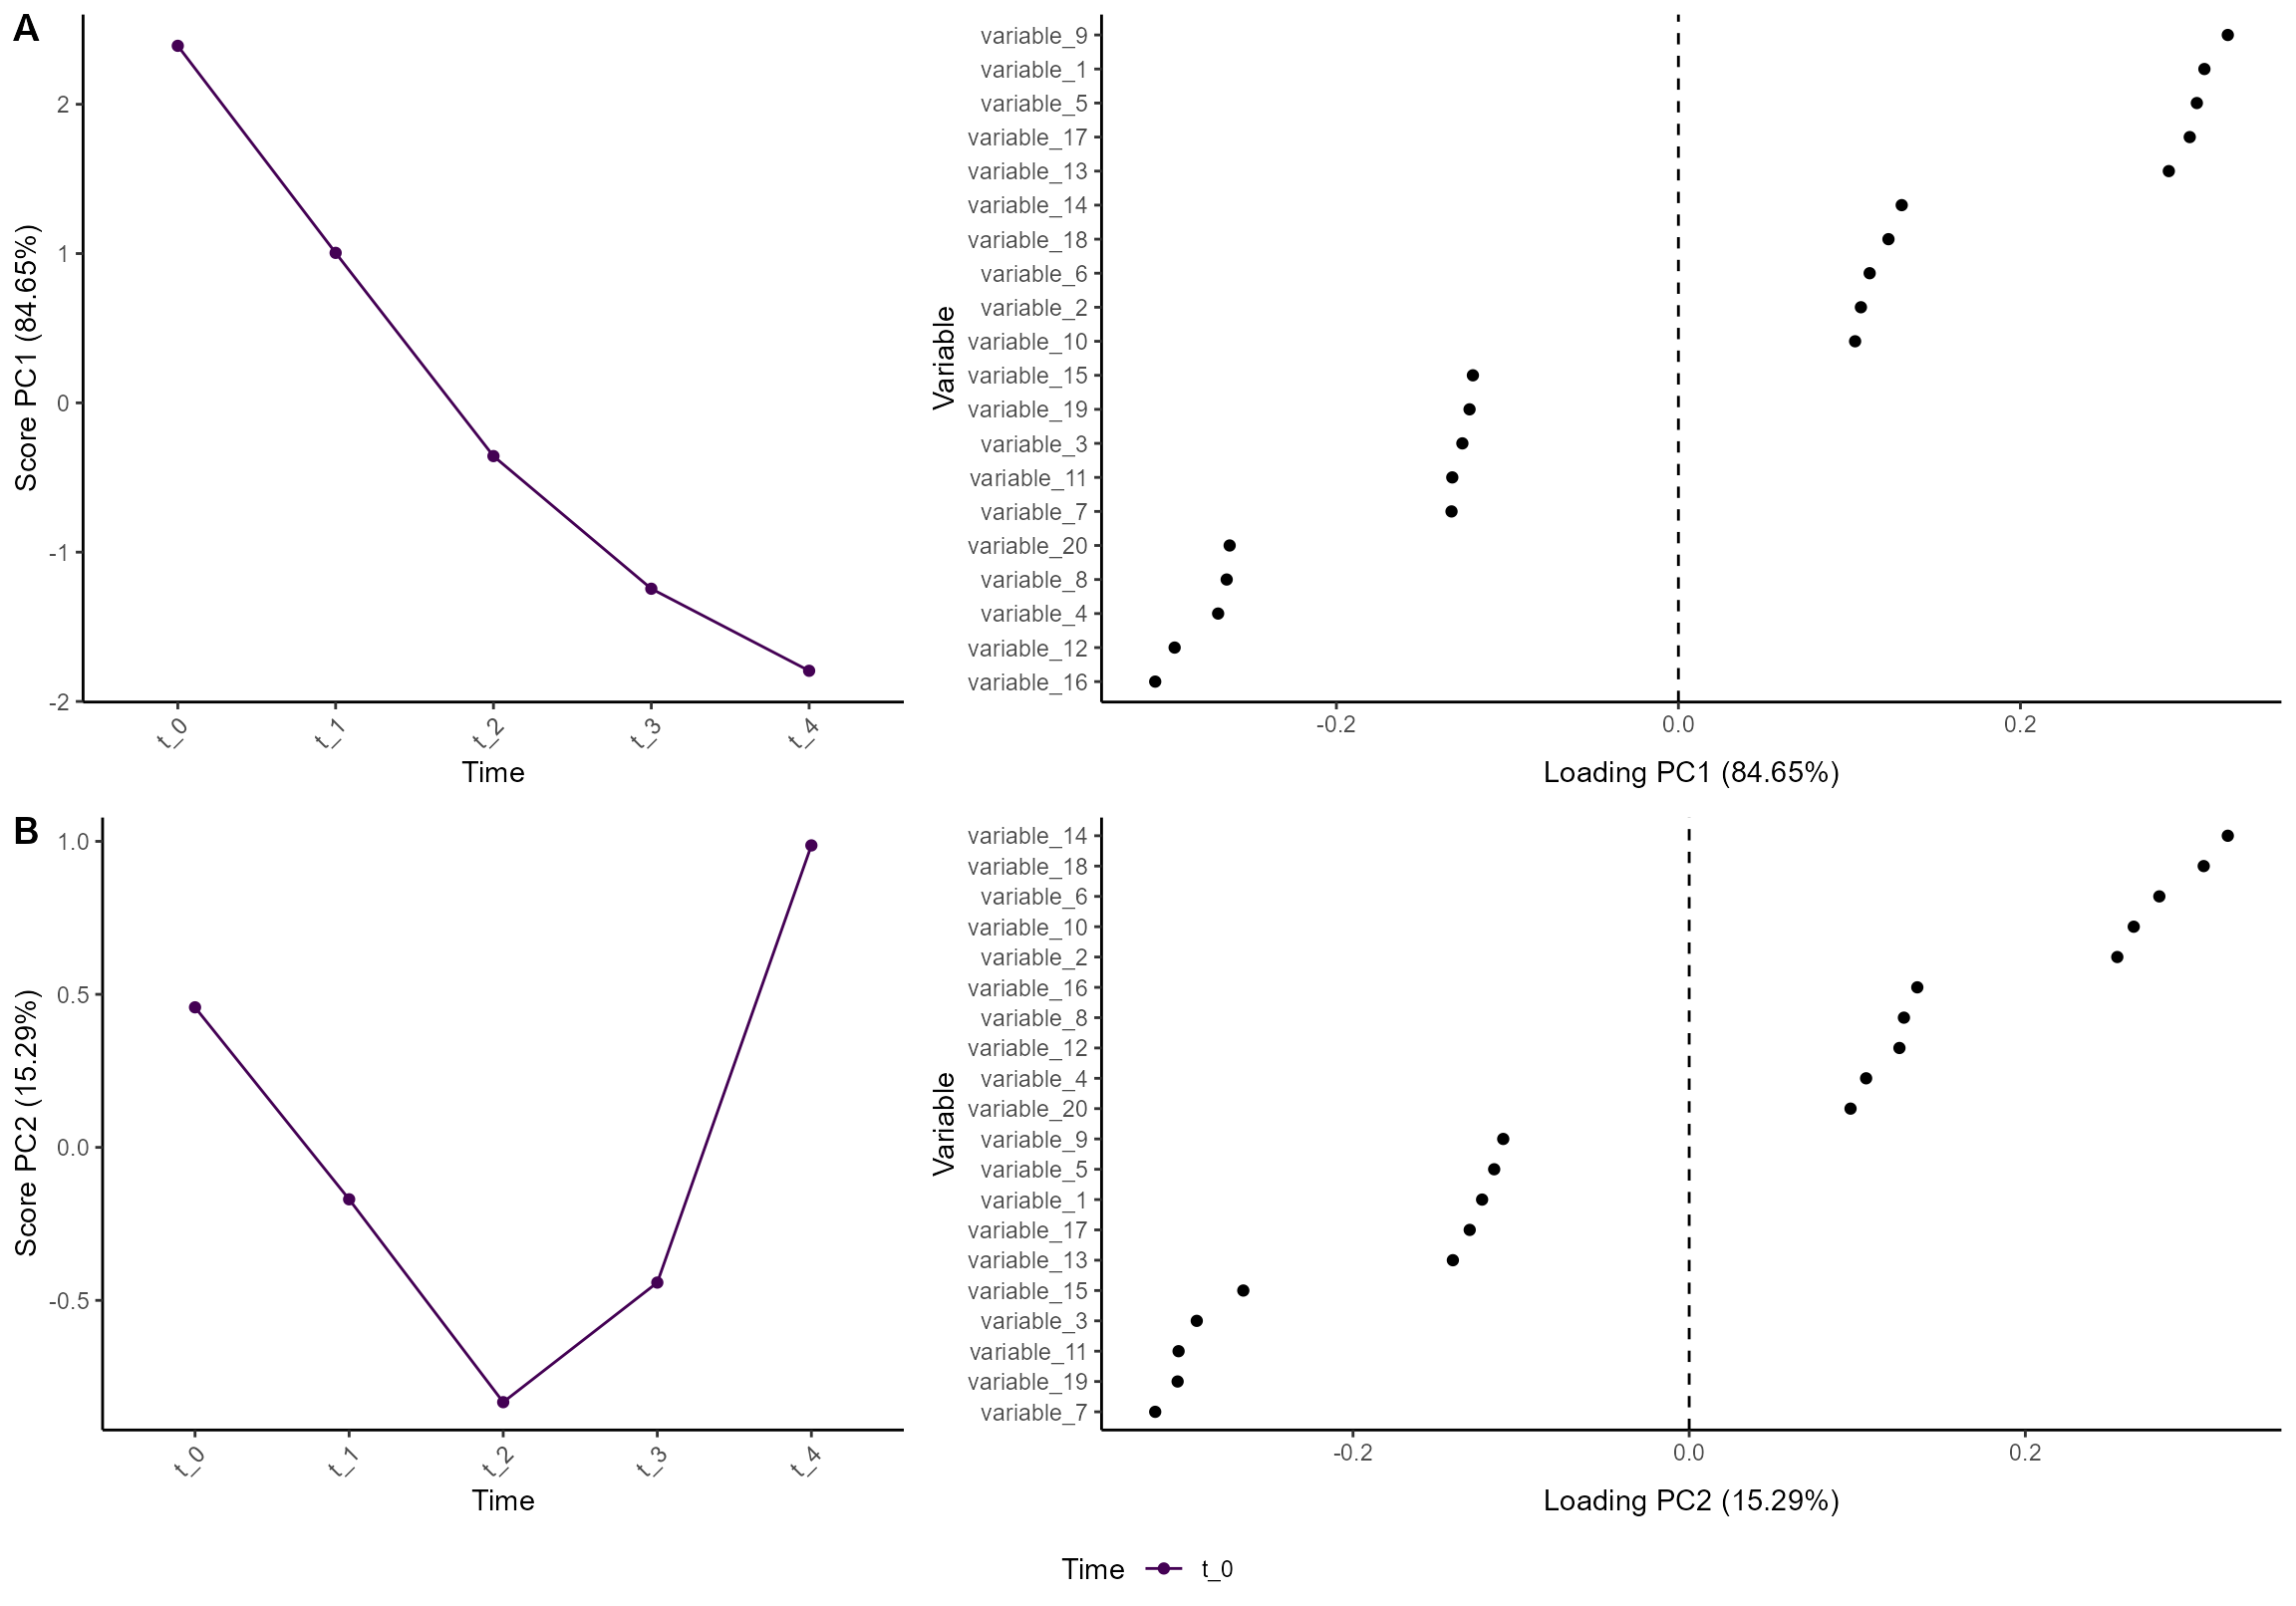 A
Score PC1 (84.65%)
2
1
0
-1
-2
t_0
t_1
t_2
t_3
t_4
Time
Variable
variable_9
variable_1
variable_5
variable_17
variable_13
variable_14
variable_18
variable_6
variable_2
variable_10
variable_15
variable_19
variable_3
variable_11
variable_7
variable_20
variable_8
variable_4
variable_12
variable_16
-0.2
0.0
0.2
Loading PC1 (84.65%)
B
Score PC2 (15.29%)
1.0
0.5
0.0
-0.5
t_0
t_1
t_2
t_3
t_4
Time
Variable
variable_14
variable_18
variable_6
variable_10
variable_2
variable_16
variable_8
variable_12
variable_4
variable_20
variable_9
variable_5
variable_1
variable_17
variable_13
variable_15
variable_3
variable_11
variable_19
variable_7
-0.2
0.0
0.2
Loading PC2 (15.29%)
Time t_0